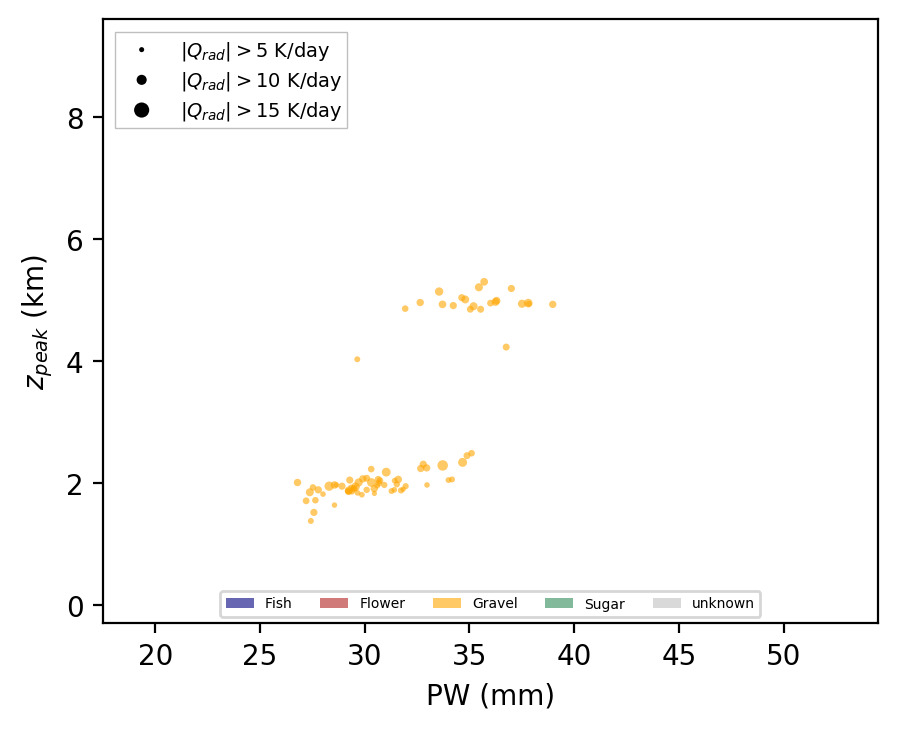 |Q_rad| > 5 K/day
|Q_rad| > 10 K/day
|Q_rad| > 15 K/day
8
6
4
2
0
z_peak (km)
Fish Flower Gravel Sugar unknown
20 25 30 35 40 45 50
PW (mm)